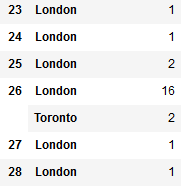 23 London 1
24 London 1
25 London 2
26 London 16
Toronto 2
27 London 1
28 London 1